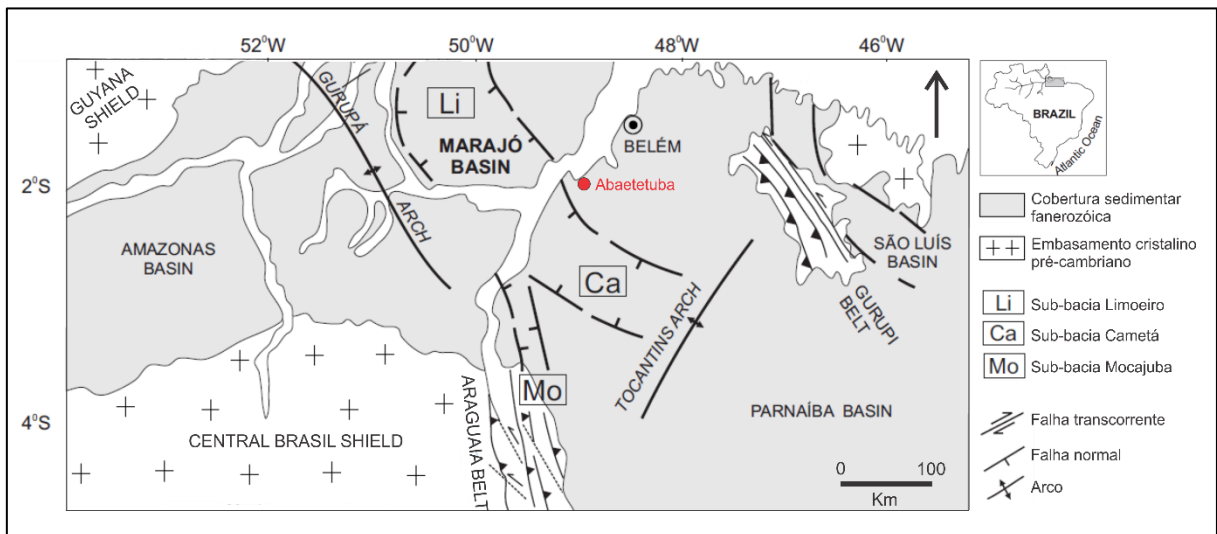 52°W
50°W
48°W
46°W
2°S
4°S
GUYANA
SHIELD
GURUPÁ
ARCH
Li
MARAJÓ
BASIN
BELÉM
Abaetetuba
AMAZONAS
BASIN
Ca
SÃO LUÍS
BASIN
GURUPI
BELT
TOCANTINS ARCH
Mo
ARAGUAIA BELT
CENTRAL BRASIL SHIELD
PARNAÍBA BASIN
0 100
Km
BRAZIL
Atlantic Ocean
Cobertura sedimentar
fanerozóica
Embasamento cristalino
pré-cambriano
Li Sub-bacia Limoeiro
Ca Sub-bacia Cametá
Mo Sub-bacia Mocajuba
Falha transcorrente
Falha normal
Arco